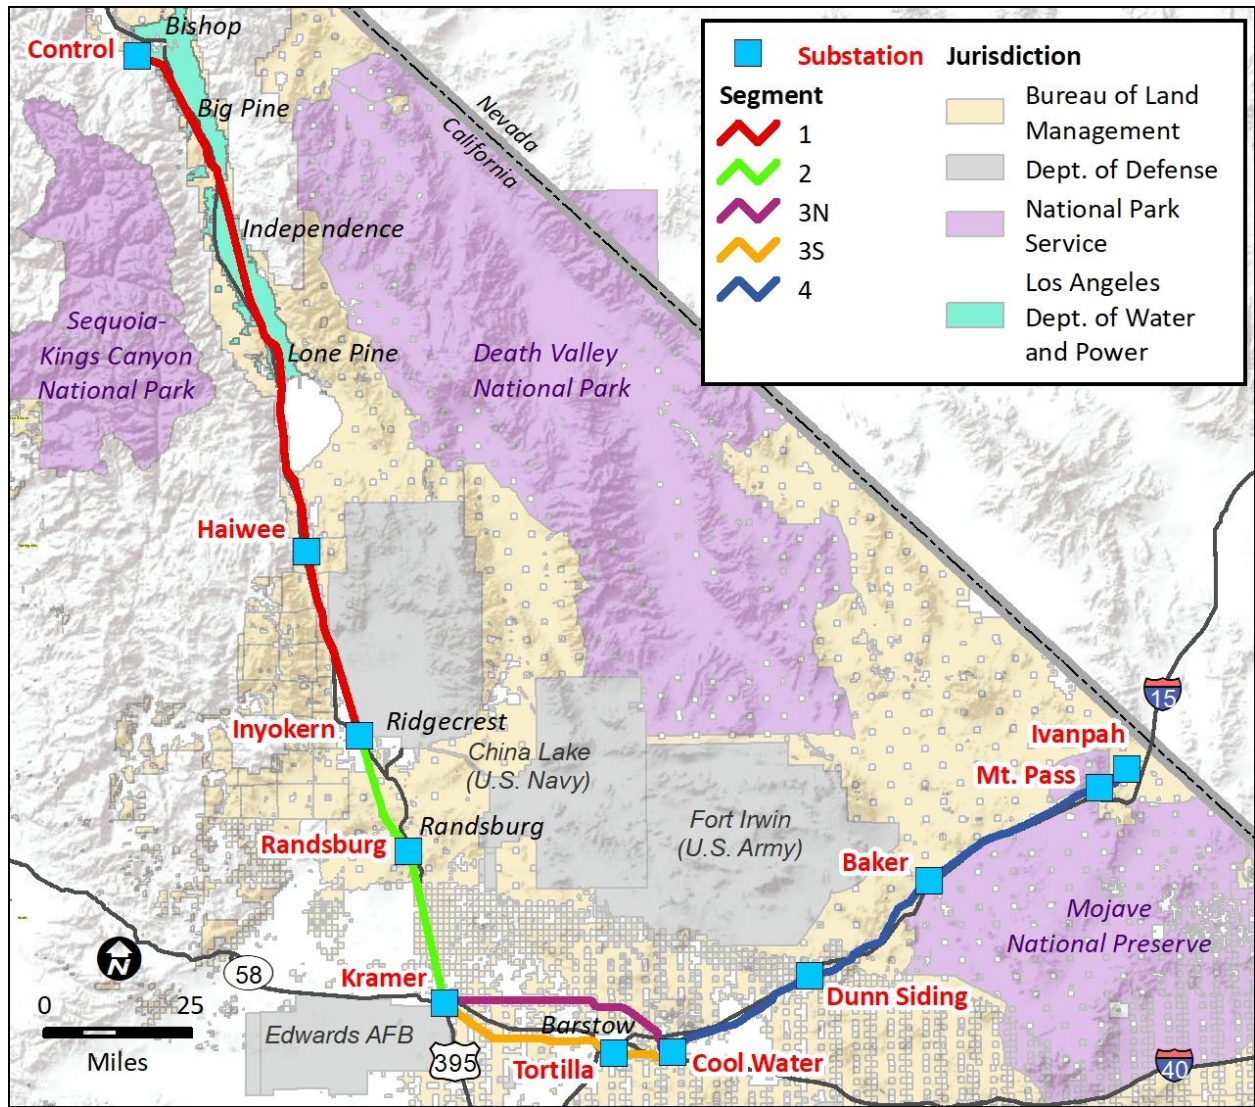 Bishop
Control
Big Pine
Nevada
California
Independence
Sequoia-
Kings Canyon
National Park
Lone Pine
Death Valley
National Park
Haiwee
Inyokern
Ridgecrest
China Lake
(U.S. Navy)
Randsburg
Randsburg
Fort Irwin
(U.S. Army)
Ivanpah
Mt. Pass
15
Baker
Mojave
National Preserve
N
58
Kramer
Dunn Siding
0 25
Miles
Edwards AFB
395
Barstow
Tortilla
Cool Water
40
Substation
Segment
1
2
3N
3S
4
Jurisdiction
Bureau of Land
Management
Dept. of Defense
National Park
Service
Los Angeles
Dept. of Water
and Power